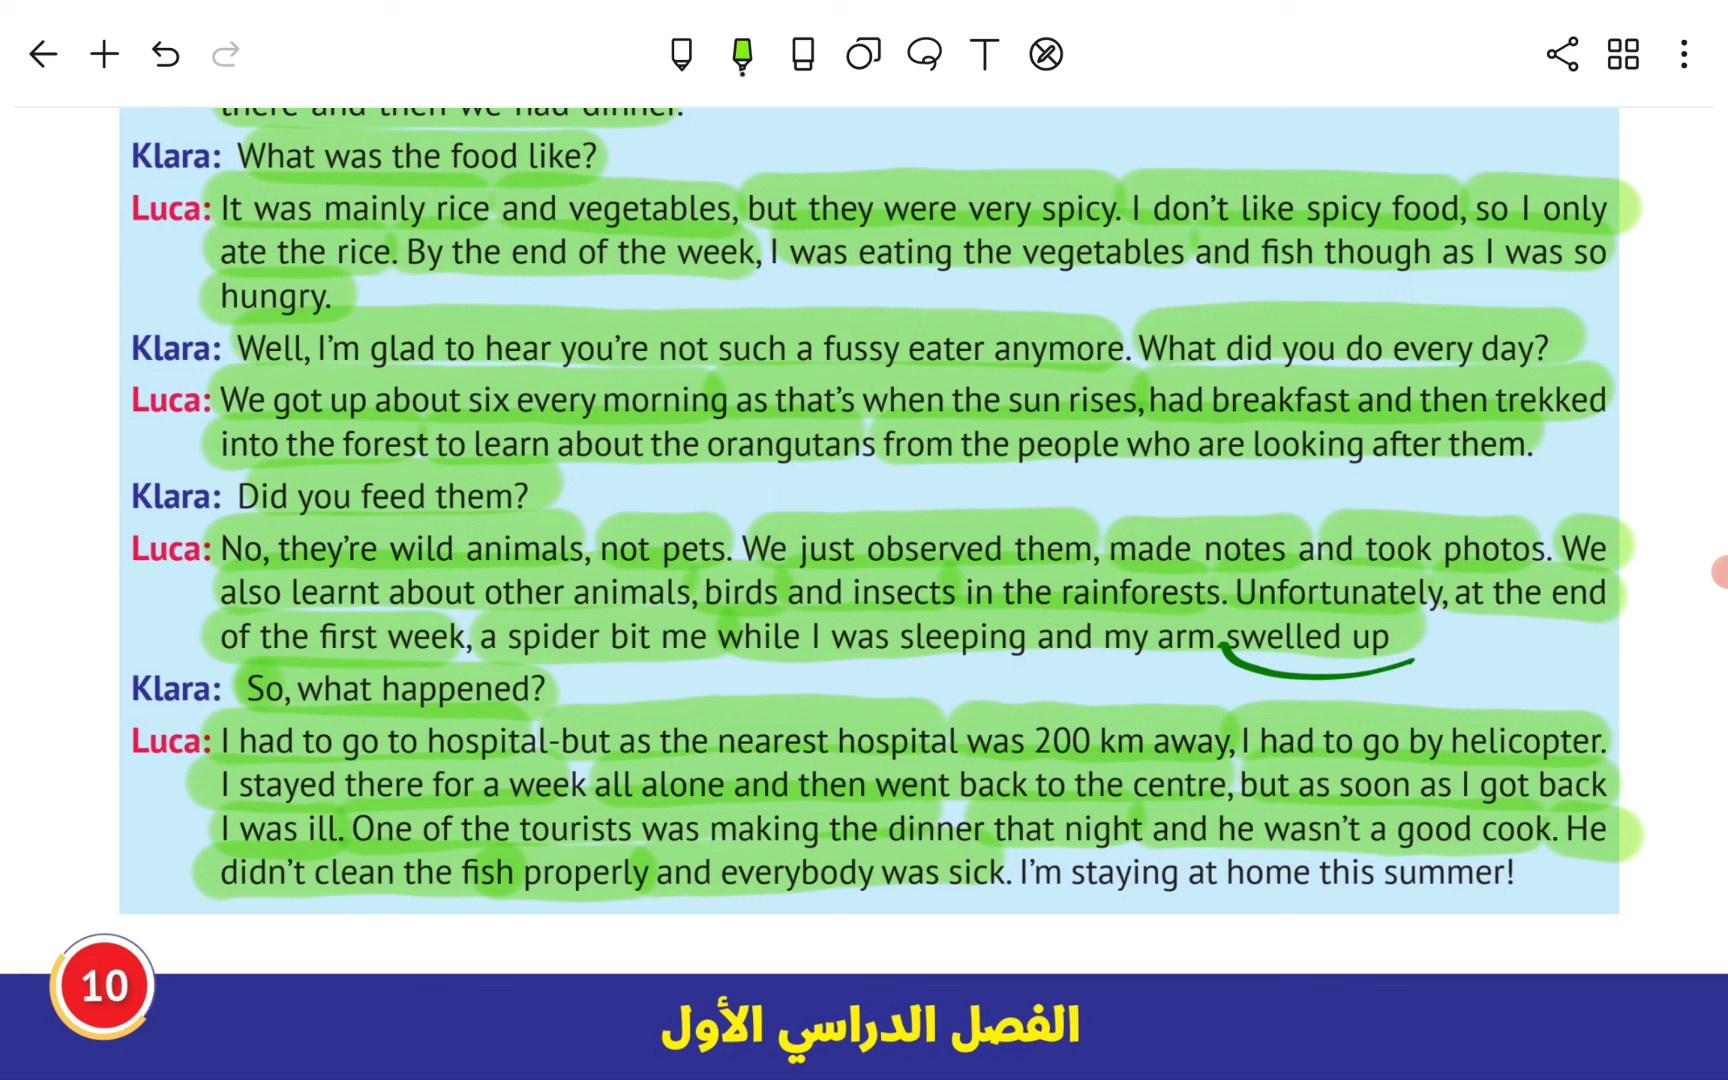 there and then we had dinner.
Klara: What was the food like?
Luca: It was mainly rice and vegetables, but they were very spicy. I don't like spicy food, so I only
ate the rice. By the end of the week, I was eating the vegetables and fish though as I was so
hungry.
Klara: Well, I'm glad to hear you're not such a fussy eater anymore. What did you do every day?
Luca: We got up about six every morning as that's when the sun rises, had breakfast and then trekked
into the forest to learn about the orangutans from the people who are looking after them.
Klara: Did you feed them?
Luca: No, they're wild animals, not pets. We just observed them, made notes and took photos. We
also learnt about other animals, birds and insects in the rainforests. Unfortunately, at the end
of the first week, a spider bit me while I was sleeping and my arm swelled up
Klara: So, what happened?
Luca: I had to go to hospital-but as the nearest hospital was 200 km away, I had to go by helicopter.
I stayed there for a week all alone and then went back to the centre, but as soon as I got back
I was ill. One of the tourists was making the dinner that night and he wasn't a good cook. He
didn't clean the fish properly and everybody was sick. I'm staying at home this summer!
10
الفصل الدراسي الأول